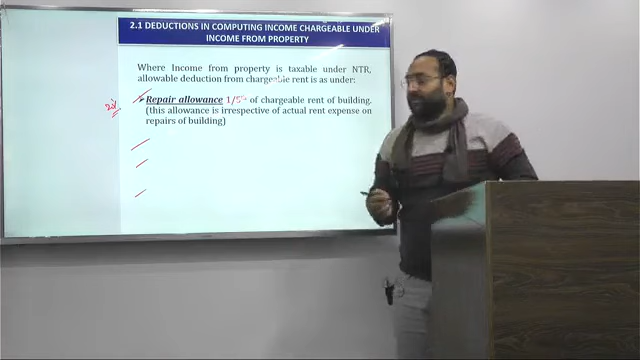 2.1 DEDUCTIONS IN COMPUTING INCOME CHARGEABLE UNDER
INCOME FROM PROPERTY
Where Income from property is taxable under NTR,
allowable deduction from chargeable rent is as under:
Repair allowance 1/5th of chargeable rent of building.
(this allowance is irrespective of actual rent expense on
repairs of building)